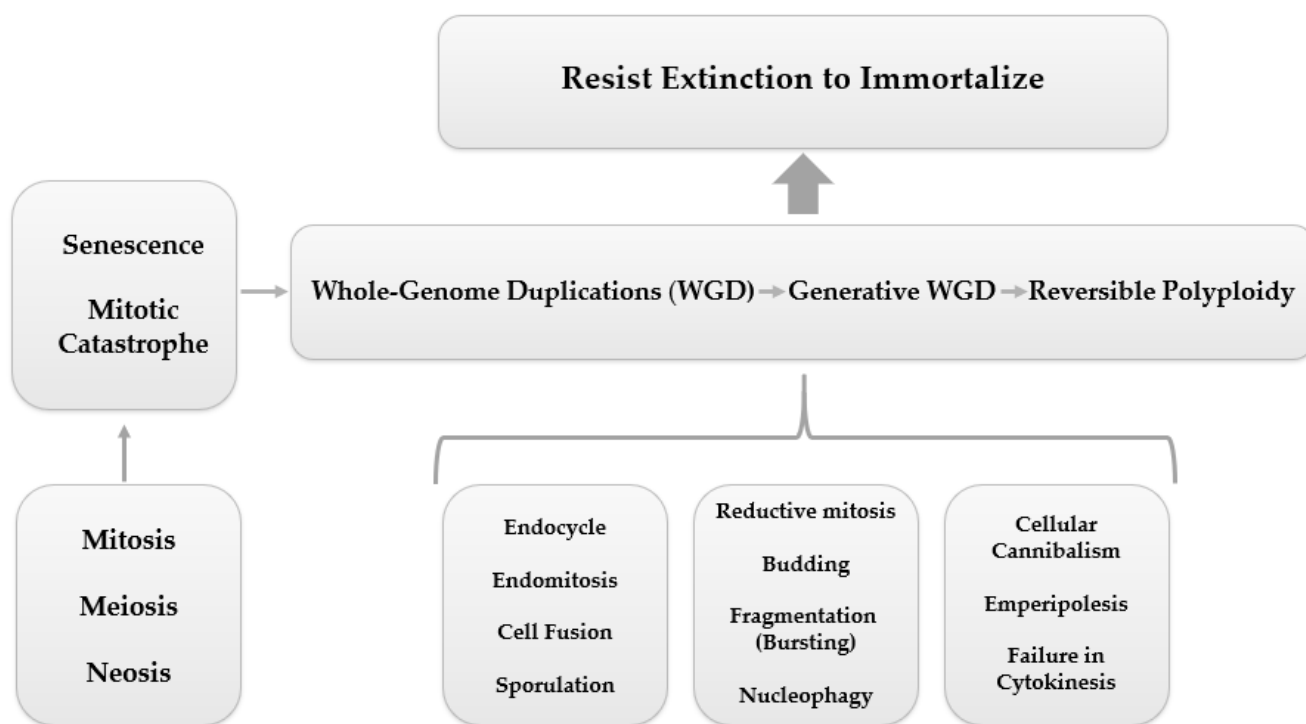 Resist Extinction to Immortalize
Senescence
Mitotic
Catastrophe
Whole-Genome Duplications (WGD) Generative WGD Reversible Polyploidy
Mitosis
Meiosis
Neosis
Endocycle
Endomitosis
Cell Fusion
Sporulation
Reductive mitosis
Budding
Fragmentation
(Bursting)
Nucleophagy
Cellular
Cannibalism
Emperipolesis
Failure in
Cytokinesis